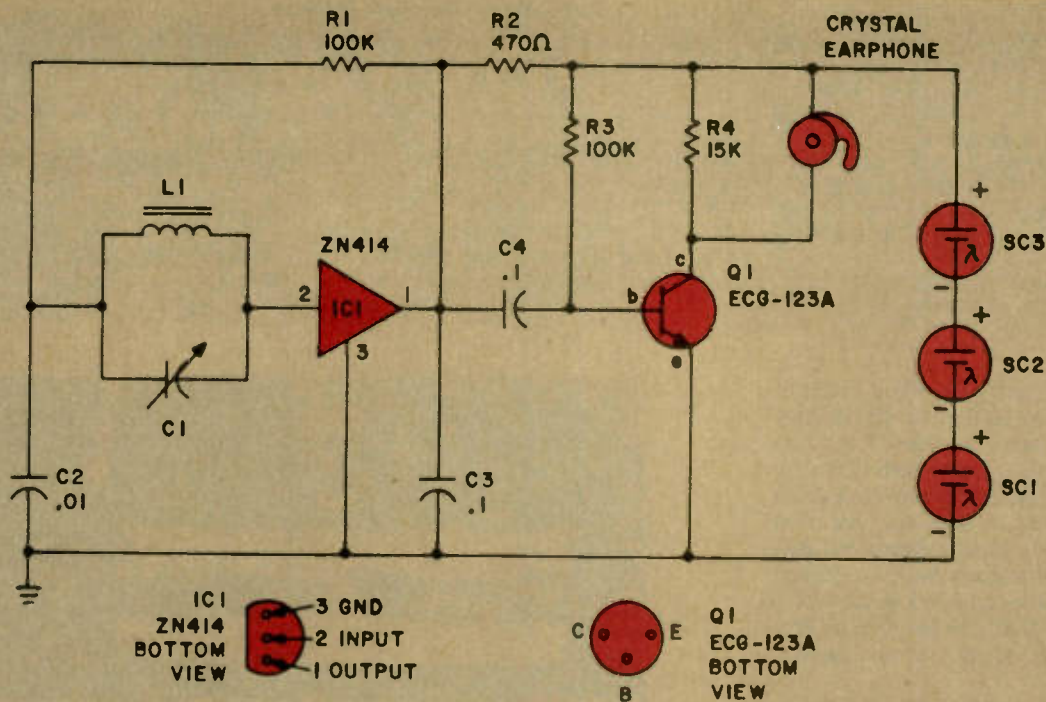 R1
100K
R2
470Ω
CRYSTAL
EARPHONE
R3
100K
R4
15K
L1
ZN414
C4
.1
+
SC3
λ
-
c
Q1
ECG-123A
2
IC1
1
b
3
e
+
SC2
λ
-
C1
+
C2
.01
C3
.1
SC1
λ
-
IC1
ZN414
BOTTOM
VIEW
3 GND
2 INPUT
1 OUTPUT
C
E
B
Q1
ECG-123A
BOTTOM
VIEW